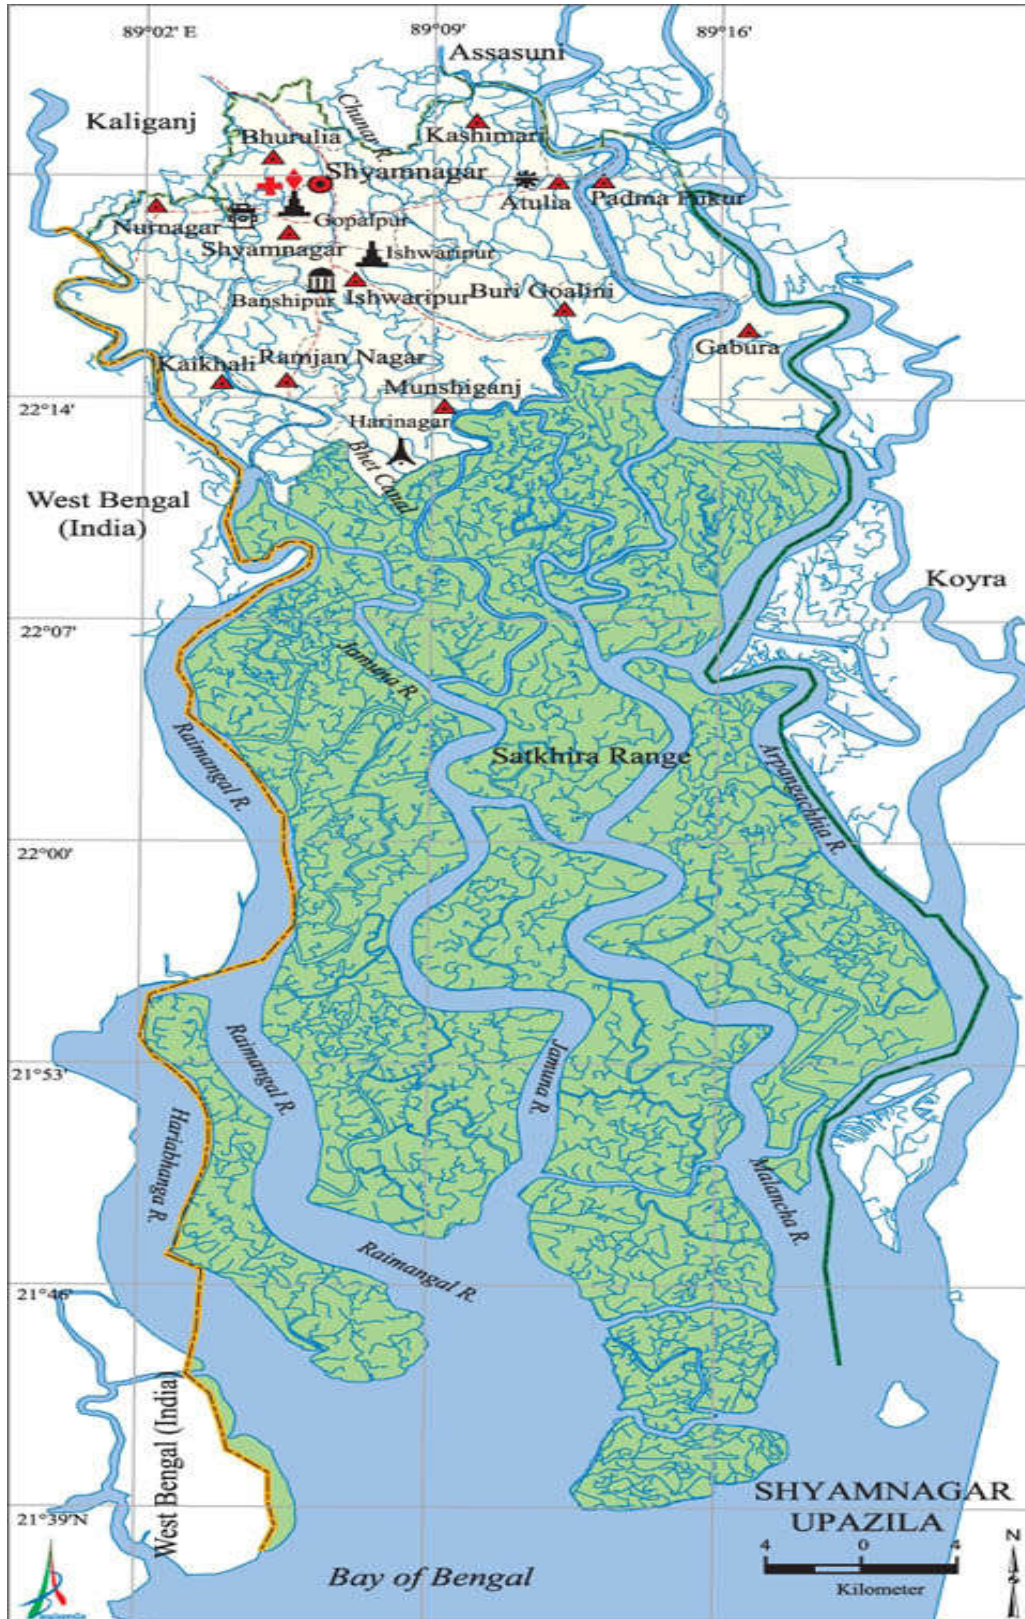 89°02' E
89°09'
89°16'
Assasuni
Kaliganj
Chunar R.
Kashimari
Bhurulia
Shyamnagar
Atulia
Padma Pukur
Nurnagar
Gopalpur
Shyamnagar
Ishwaripur
Banshipur
Ishwaripur
Buri Goalini
Gabura
Kaikhali
Ramjan Nagar
Munshiganj
22°14'
Harinagar
Bhet Canal
West Bengal
(India)
Koyra
22°07'
Jamuna R.
Raimangal R.
Satkhira Range
Arpangachhia R.
22°00'
Raimangal R.
Jamuna R.
21°53'
Hariabhanga R.
Malancha R.
Raimangal R.
21°46'
West Bengal (India)
SHYAMNAGAR
UPAZILA
21°39'N
N
4 0 4
Kilometer
Bay of Bengal